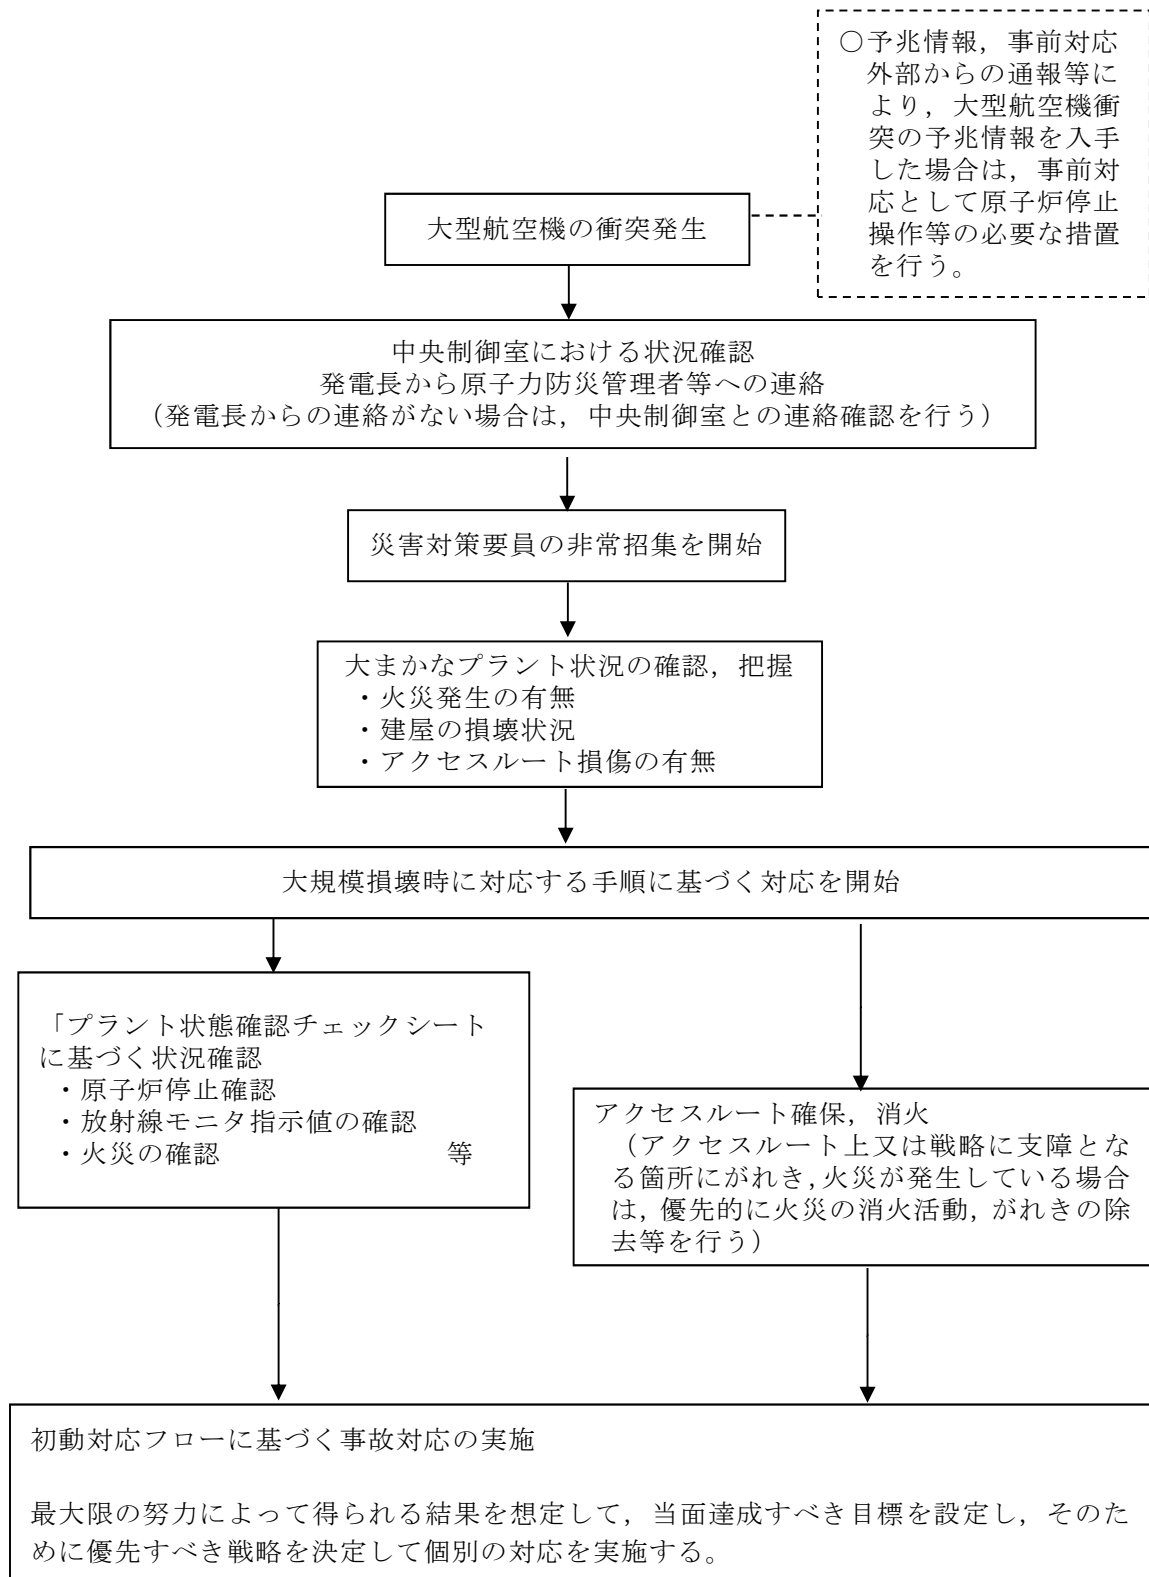 ○予兆情報，事前対応
外部からの通報等に
より，大型航空機衝
突の予兆情報を入手
した場合は，事前対
応として原子炉停止
操作等の必要な措置
を行う。
大型航空機の衝突発生
中央制御室における状況確認
発電長から原子力防災管理者等への連絡
（発電長からの連絡がない場合は，中央制御室との連絡確認を行う）
災害対策要員の非常招集を開始
大まかなプラント状況の確認，把握
・火災発生の有無
・建屋の損壊状況
・アクセスルート損傷の有無
大規模損壊時に対応する手順に基づく対応を開始
「プラント状態確認チェックシート
に基づく状況確認
・原子炉停止確認
・放射線モニタ指示値の確認
・火災の確認　　　　　　　　等
アクセスルート確保，消火
（アクセスルート上又は戦略に支障とな
る箇所にがれき，火災が発生している場合
は，優先的に火災の消火活動，がれきの除
去等を行う）
初動対応フローに基づく事故対応の実施
最大限の努力によって得られる結果を想定して，当面達成すべき目標を設定し，そのた
めに優先すべき戦略を決定して個別の対応を実施する。